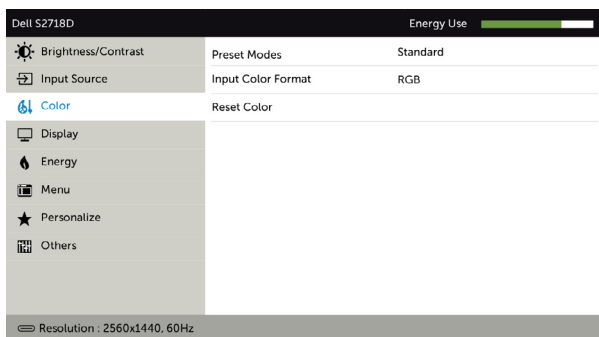 Dell S2718D Energy Use
Brightness/Contrast
Preset Modes Standard
Input Source
Input Color Format RGB
Color
Reset Color
Display
Energy
Menu
Personalize
Others
Resolution : 2560x1440, 60Hz